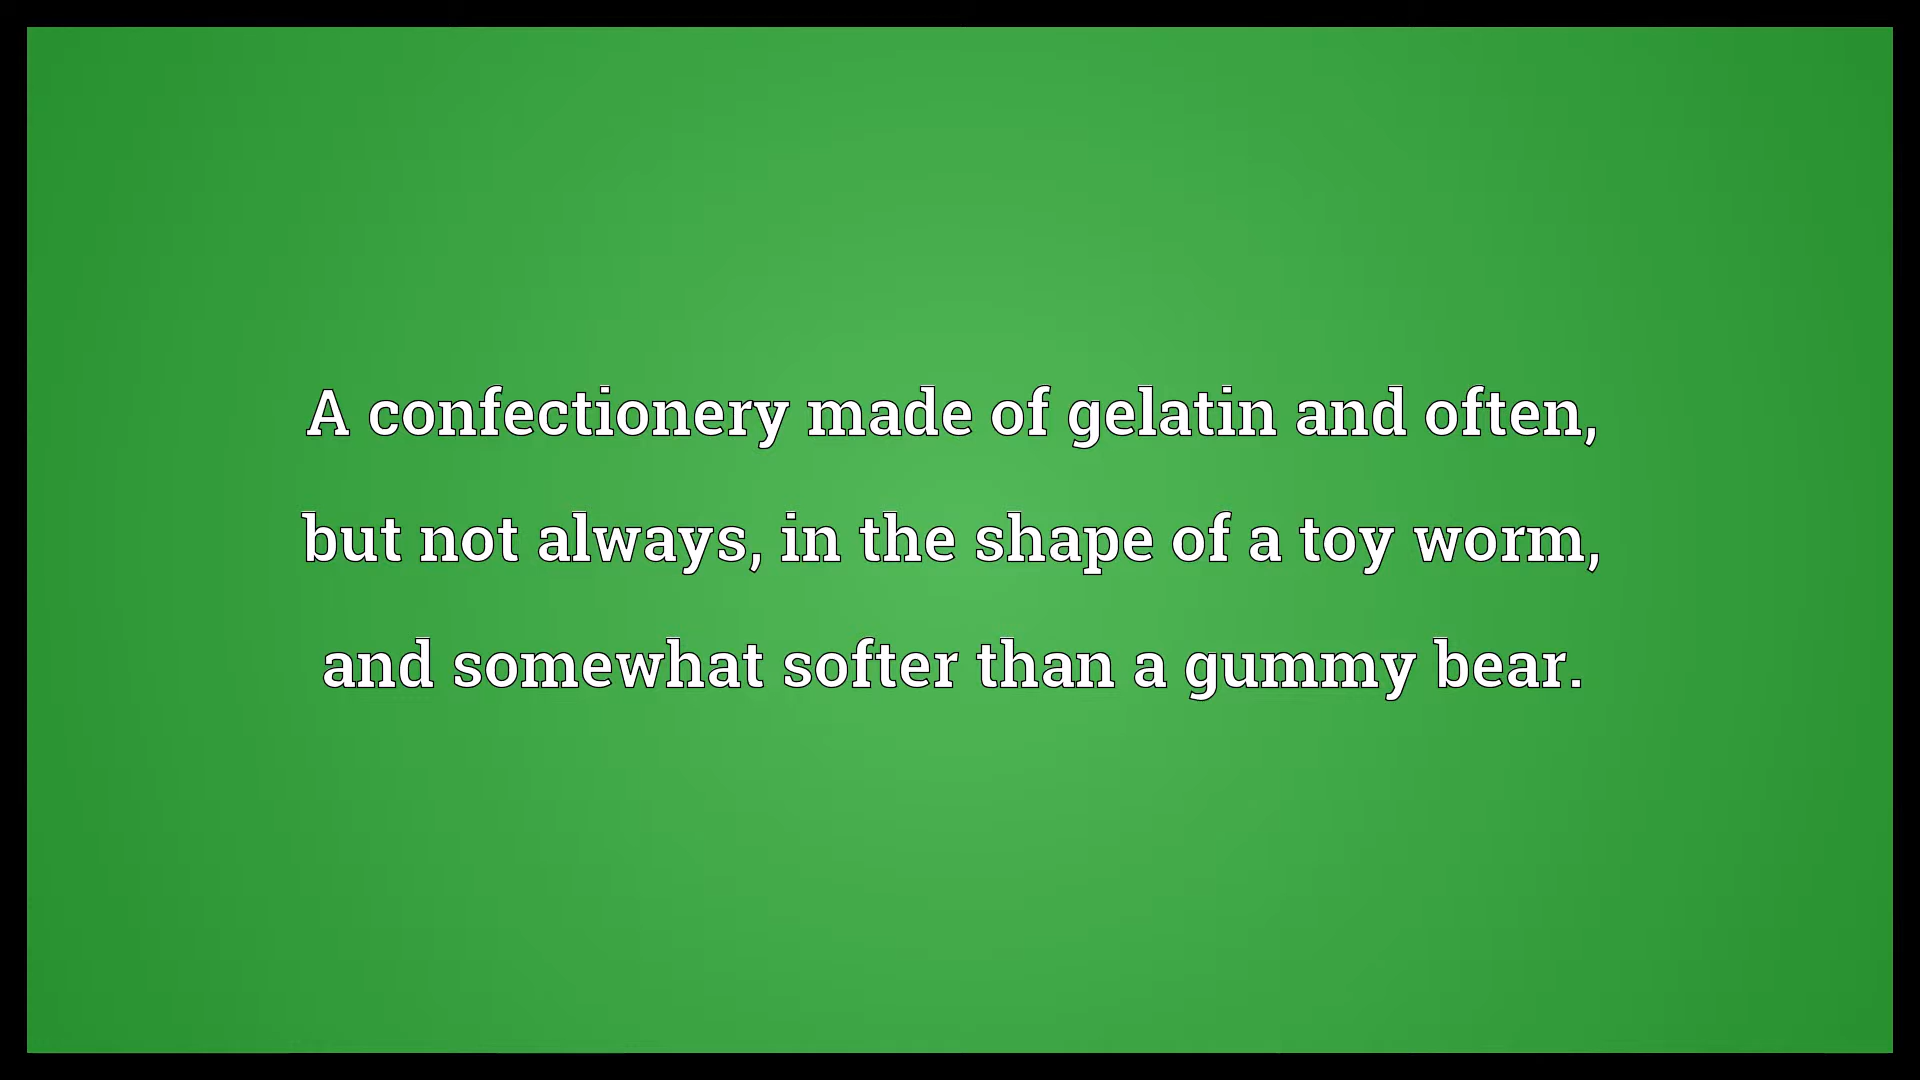 A confectionery made of gelatin and often,
but not always, in the shape of a toy worm,
and somewhat softer than a gummy bear.